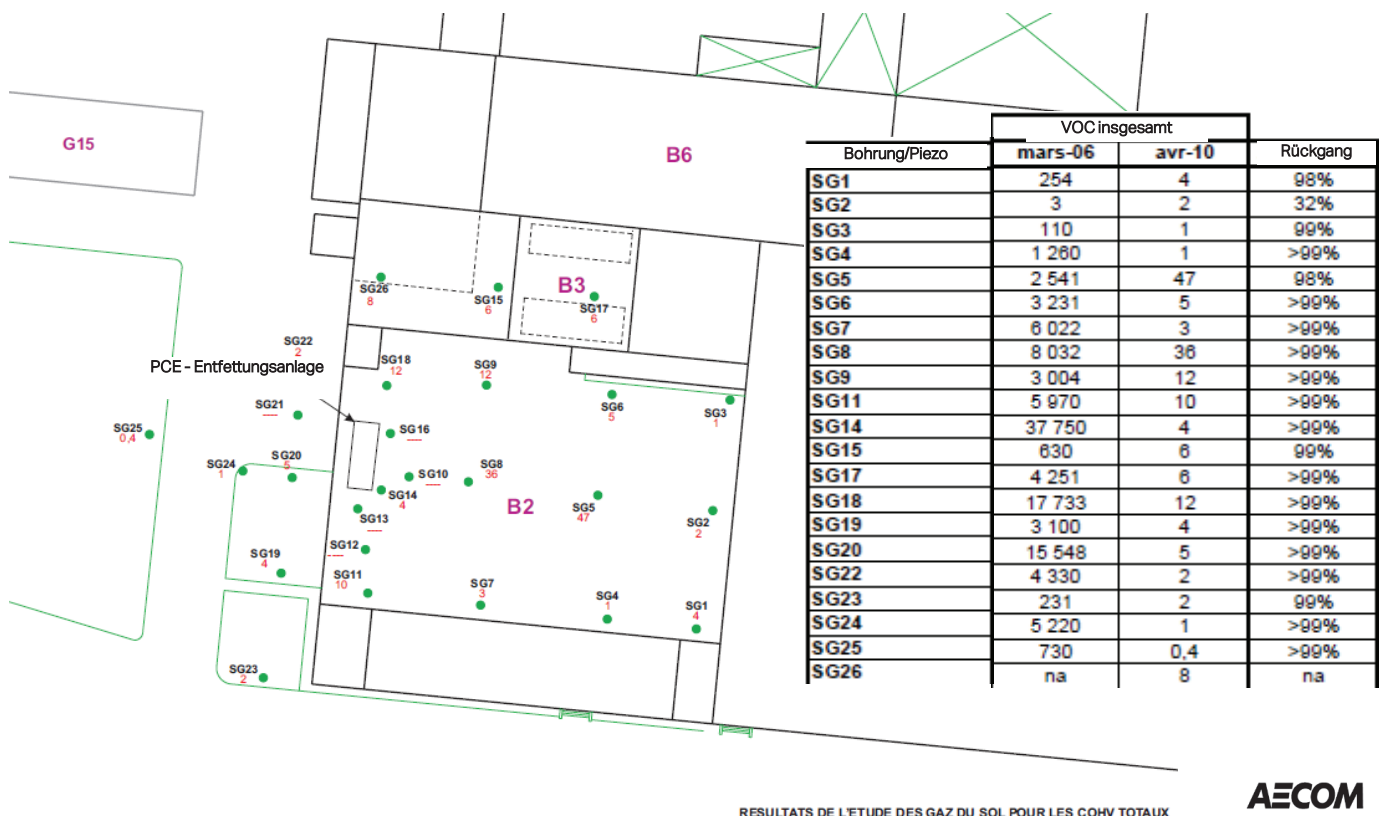 G15
B6
SG26
8
SG15
6
B3
SG17
6
SG22
2
PCE - Entfettungsanlage
SG18
12
SG9
12
SG6
5
SG3
1
SG21
----
SG25
0,4
SG16
----
SG24
1
SG20
5
SG10
----
SG8
36
SG14
4
B2
SG5
47
SG2
2
SG13
----
SG12
----
SG19
4
SG11
10
SG7
3
SG4
1
SG1
4
SG23
2
VOC insgesamt
Bohrung/Piezo mars-06 avr-10 Rückgang
SG1 254 4 98%
SG2 3 2 32%
SG3 110 1 99%
SG4 1 260 1 >99%
SG5 2 541 47 98%
SG6 3 231 5 >99%
SG7 6 022 3 >99%
SG8 8 032 36 >99%
SG9 3 004 12 >99%
SG11 5 970 10 >99%
SG14 37 750 4 >99%
SG15 630 6 99%
SG17 4 251 6 >99%
SG18 17 733 12 >99%
SG19 3 100 4 >99%
SG20 15 548 5 >99%
SG22 4 330 2 >99%
SG23 231 2 99%
SG24 5 220 1 >99%
SG25 730 0,4 >99%
SG26 na 8 na
AECOM
RESULTATS DE L'ETUDE DES GAZ DU SOL POUR LES COHV TOTAUX